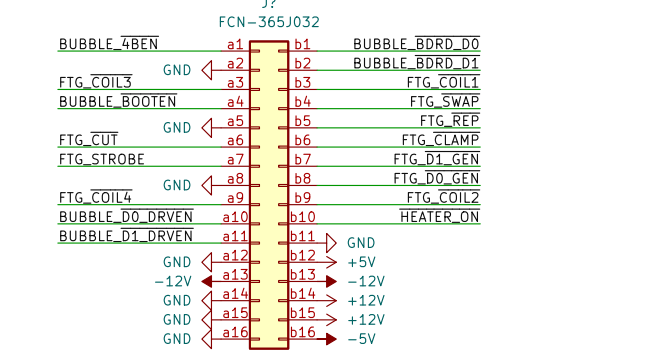 J?
FCN-365J032
BUBBLE_4BEN a1 b1 BUBBLE_BDRD_D0
GND a2 b2 BUBBLE_BDRD_D1
FTG_COIL3 a3 b3 FTG_COIL1
BUBBLE_BOOTEN a4 b4 FTG_SWAP
GND a5 b5 FTG_REP
FTG_CUT a6 b6 FTG_CLAMP
FTG_STROBE a7 b7 FTG_D1_GEN
GND a8 b8 FTG_D0_GEN
FTG_COIL4 a9 b9 FTG_COIL2
BUBBLE_D0_DRVEN a10 b10 HEATER_ON
BUBBLE_D1_DRVEN a11 b11 GND
GND a12 b12 +5V
-12V a13 b13 -12V
GND a14 b14 +12V
GND a15 b15 +12V
GND a16 b16 -5V